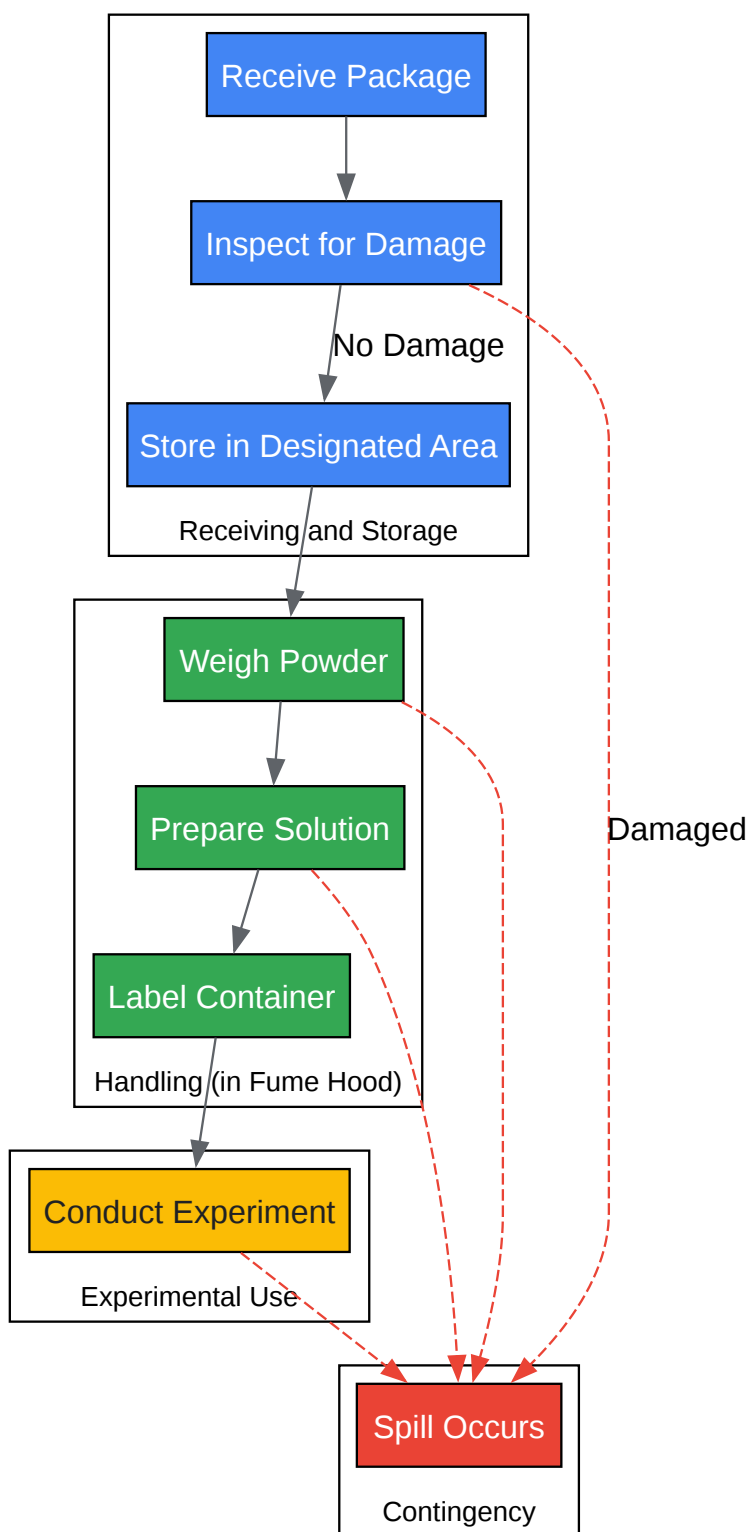 Receive Package
Inspect for Damage
No Damage
Store in Designated Area
Receiving and Storage
Weigh Powder
Prepare Solution
Damaged
Label Container
Handling (in Fume Hood)
Conduct Experiment
Experimental Use
Spill Occurs
Contingency